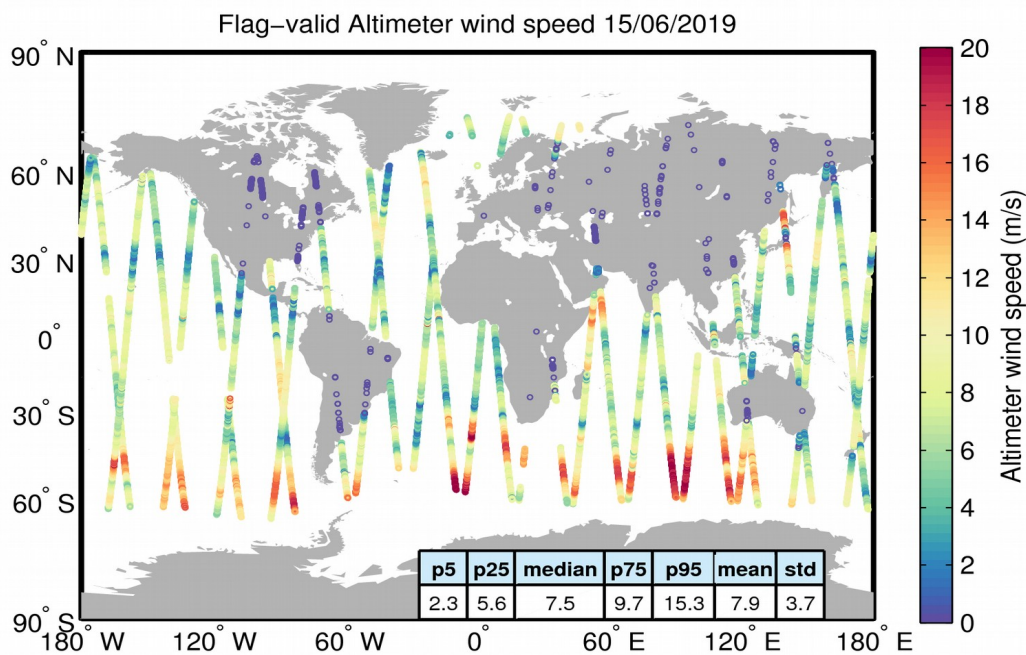 Flag−valid Altimeter wind speed 15/06/2019
90° N
60° N
30° N
0°
30° S
60° S
90° S
180° W
120° W
60° W
0°
60° E
120° E
180° E
p5 p25 median p75 p95 mean std
2.3 5.6 7.5 9.7 15.3 7.9 3.7
20
18
16
14
12
10
8
6
4
2
0
Altimeter wind speed (m/s)